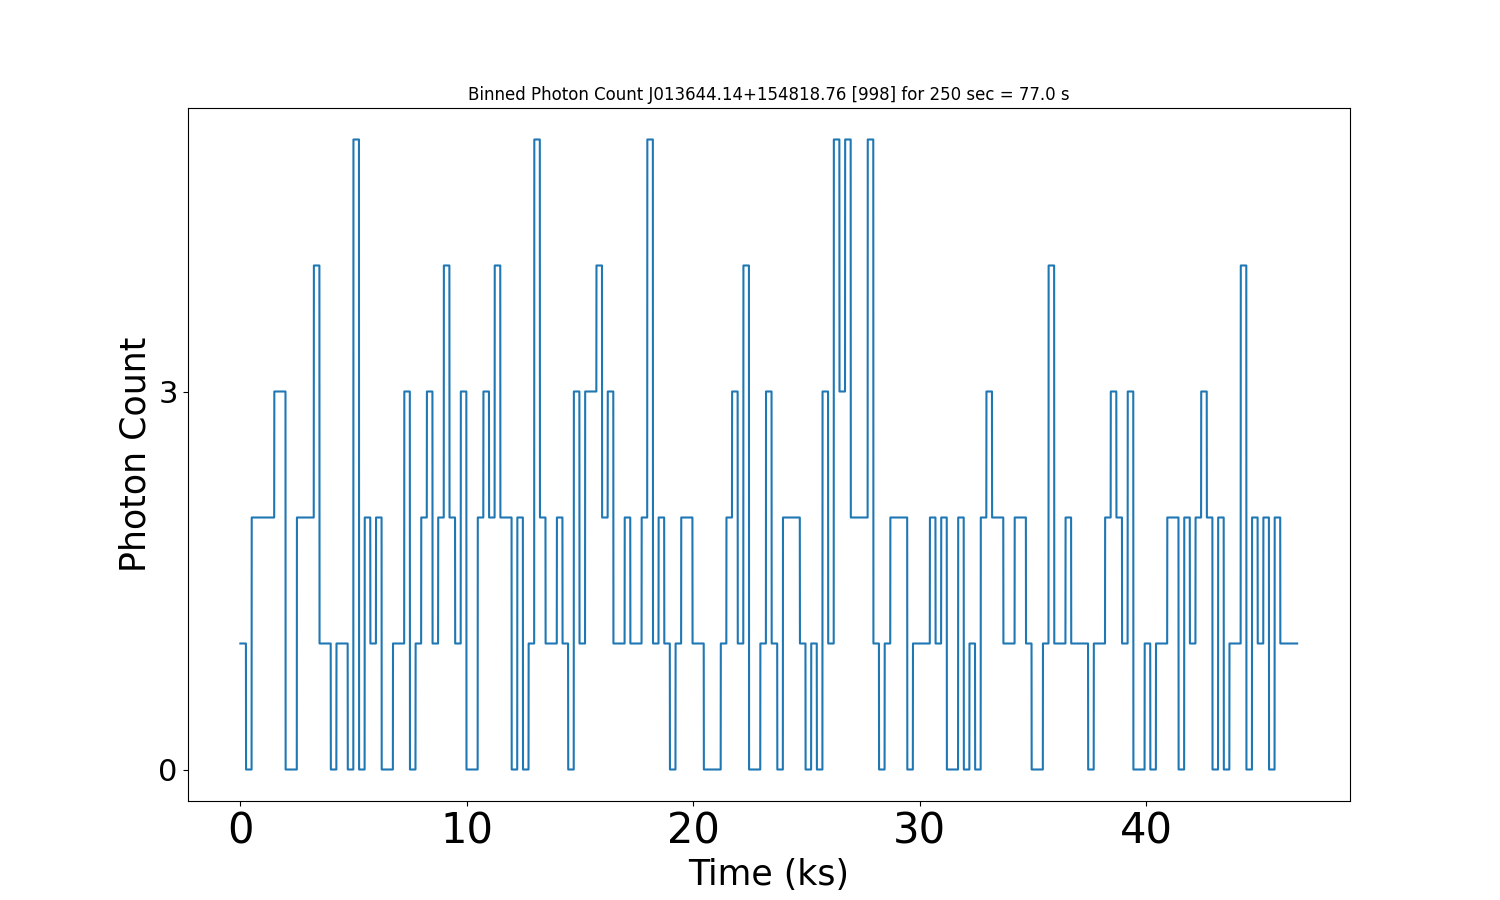 Binned Photon Count J013644.14+154818.76 [998] for 250 sec = 77.0 s
Photon Count
3
0
0 10 20 30 40
Time (ks)